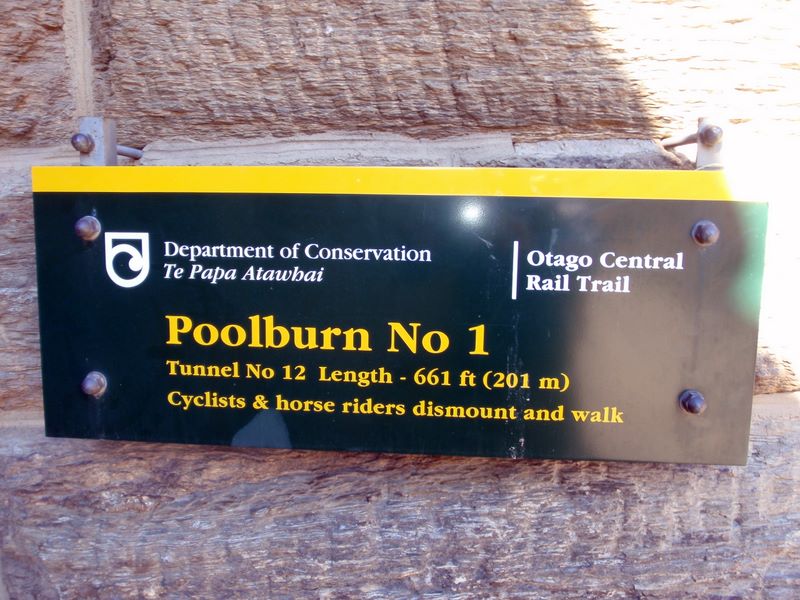 Department of Conservation
Te Papa Atawhai
Otago Central
Rail Trail
Poolburn No 1
Tunnel No 12 Length - 661 ft (201 m)
Cyclists & horse riders dismount and walk